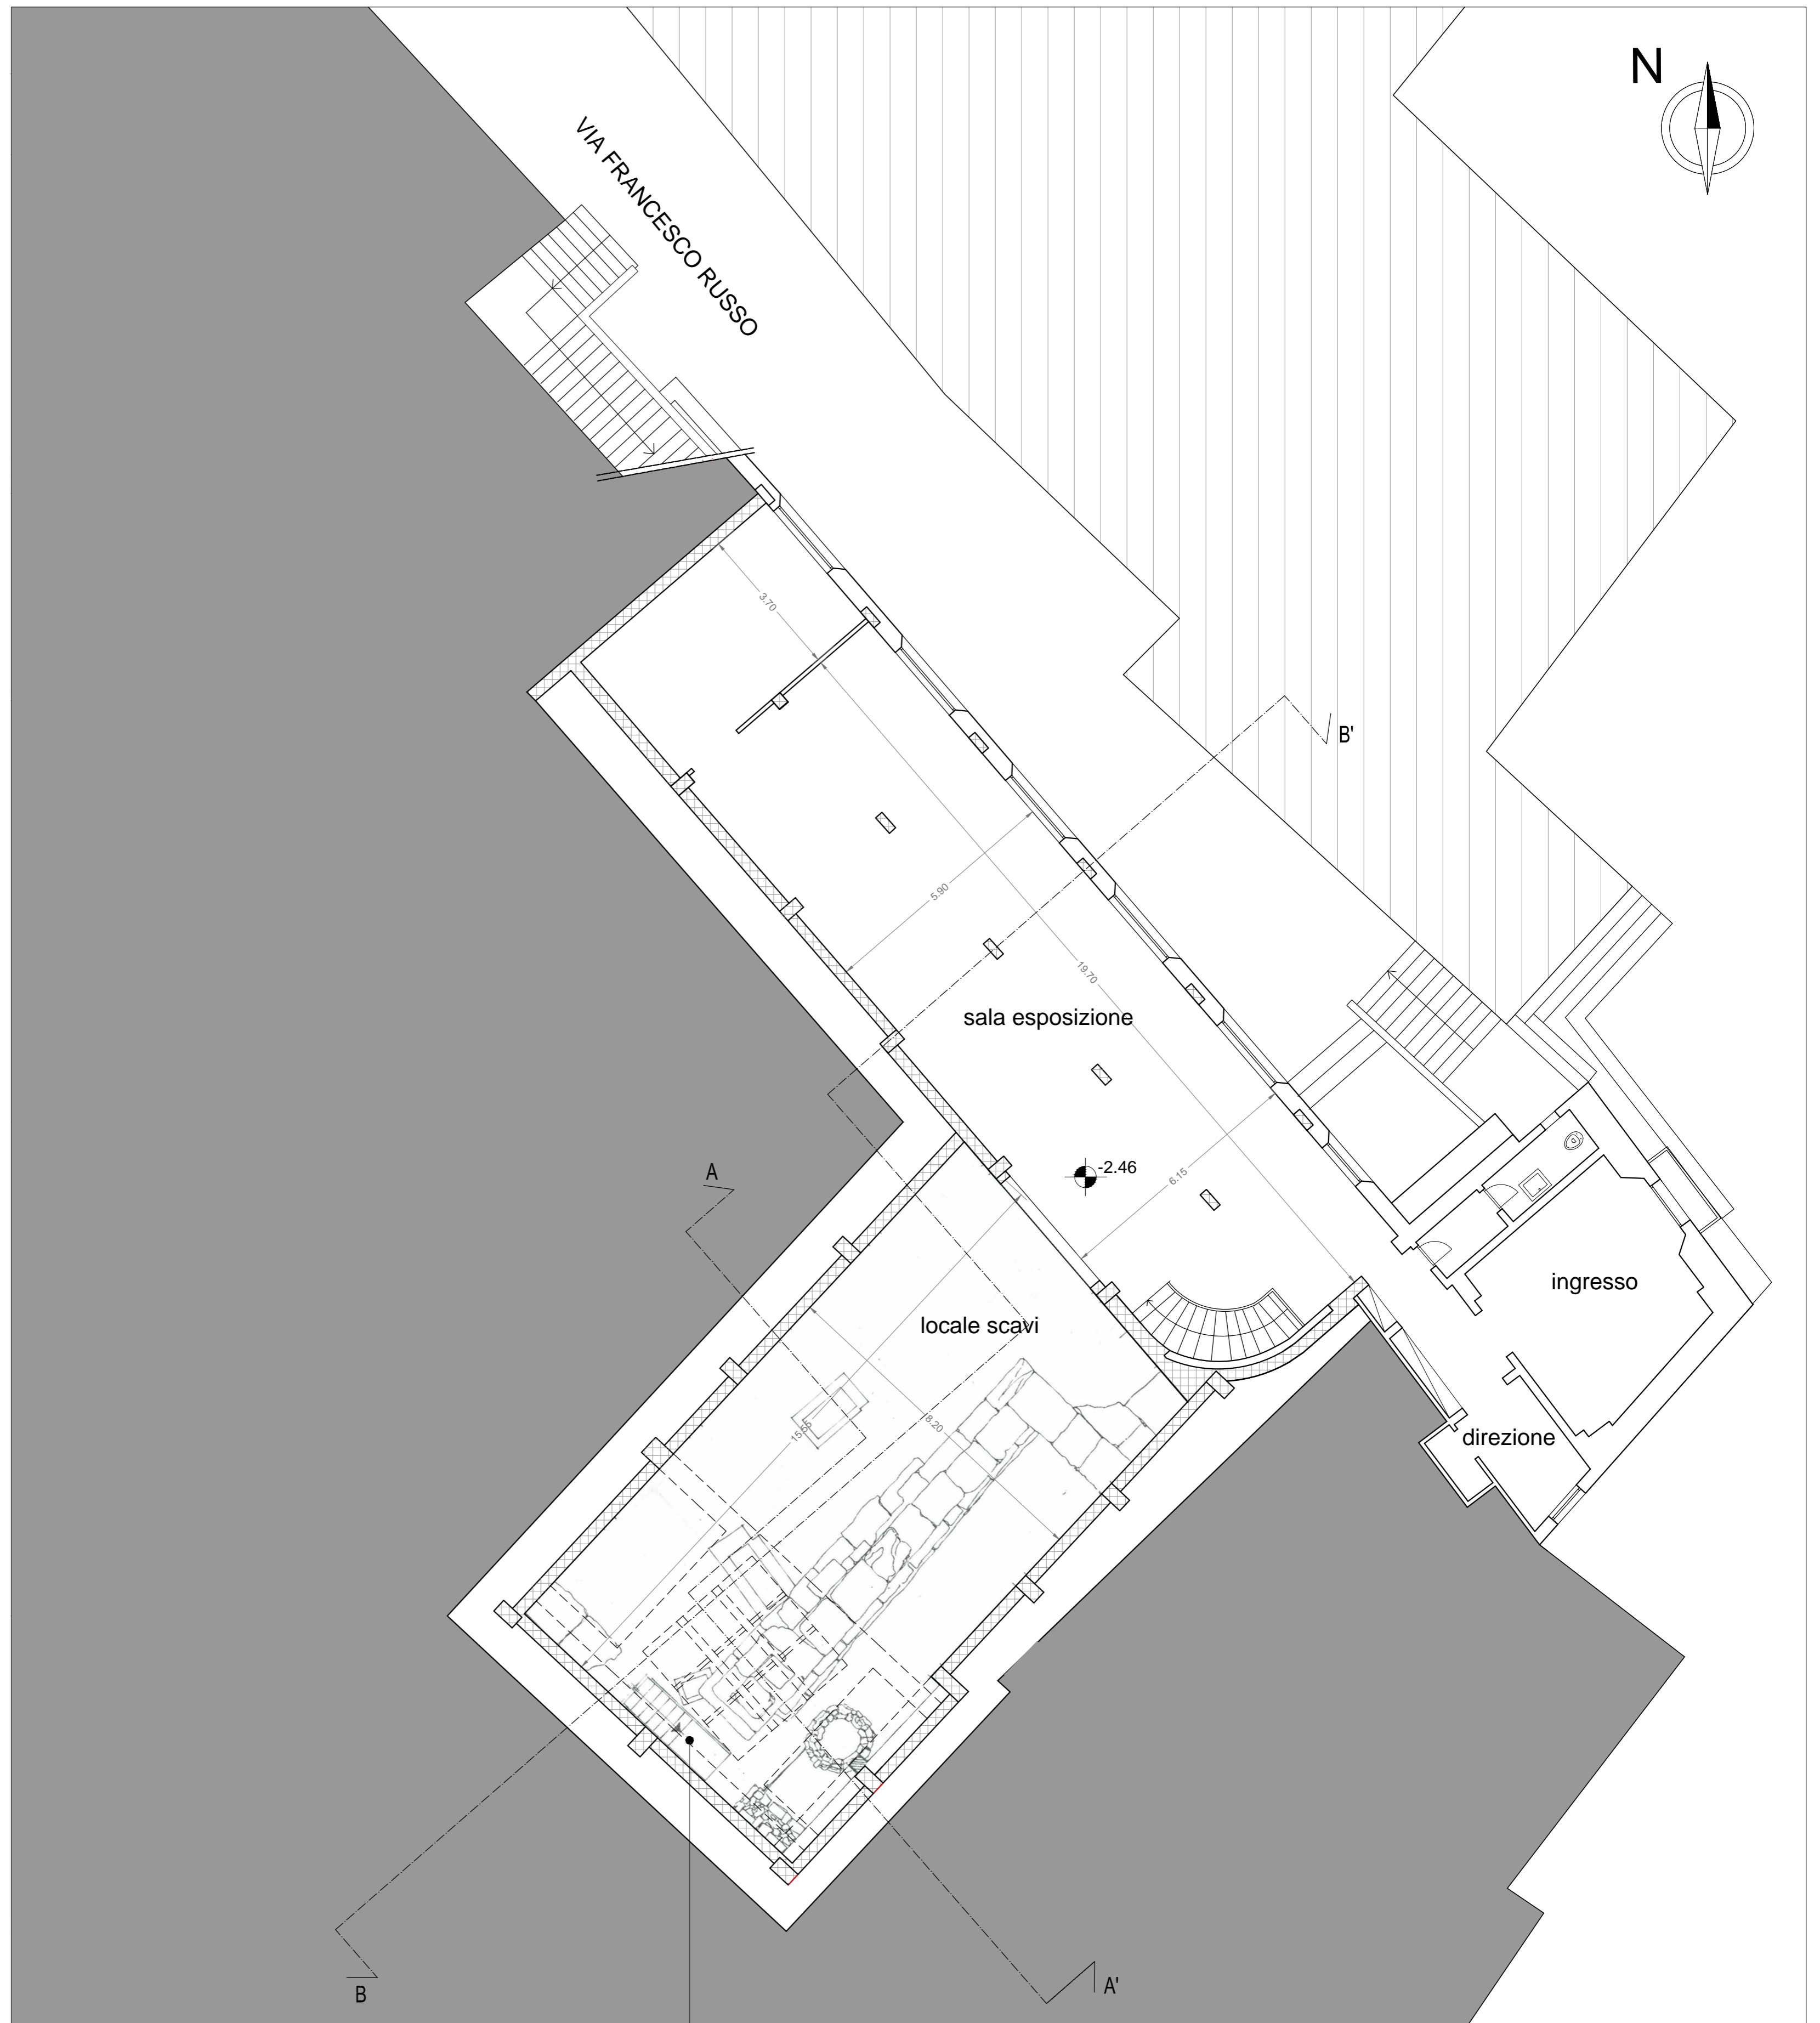 N
VIA FRANCESCO RUSSO
3.70
B'
5.90
19.70
sala esposizione
-2.46
A
6.15
ingresso
locale scavi
8.20
15.55
direzione
B
A'